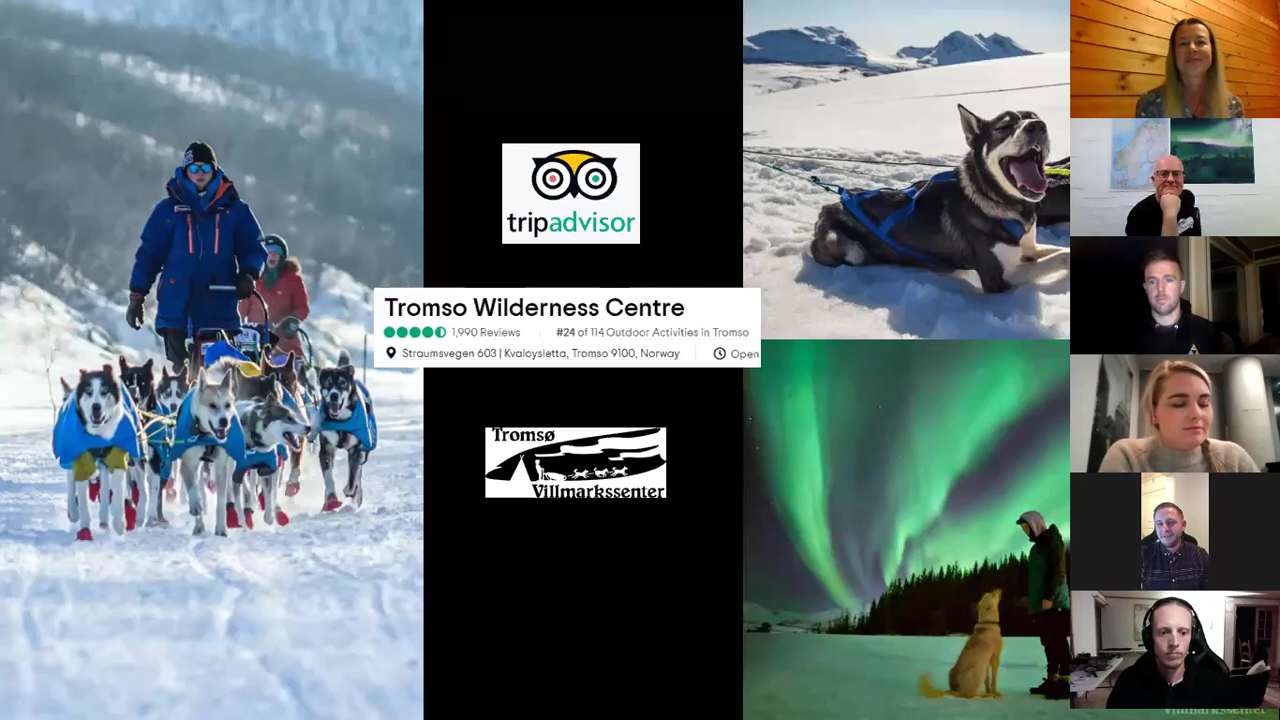 tripadvisor
Tromso Wilderness Centre
1,990 Reviews
#24 of 114 Outdoor Activities in Tromso
Straumsvegen 603 | Kvaloysletta, Tromso 9100, Norway
Open
Tromsø
Villmarkssenter
Villmarkssenter